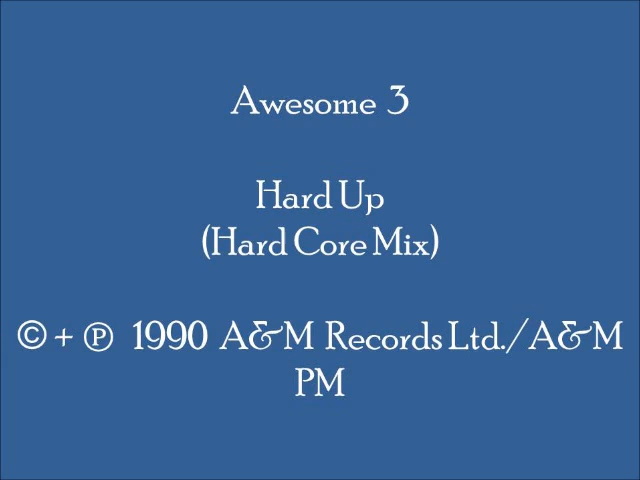 Awesome 3
Hard Up
(Hard Core Mix)
© + ℗ 1990 A&M Records Ltd./A&M
PM